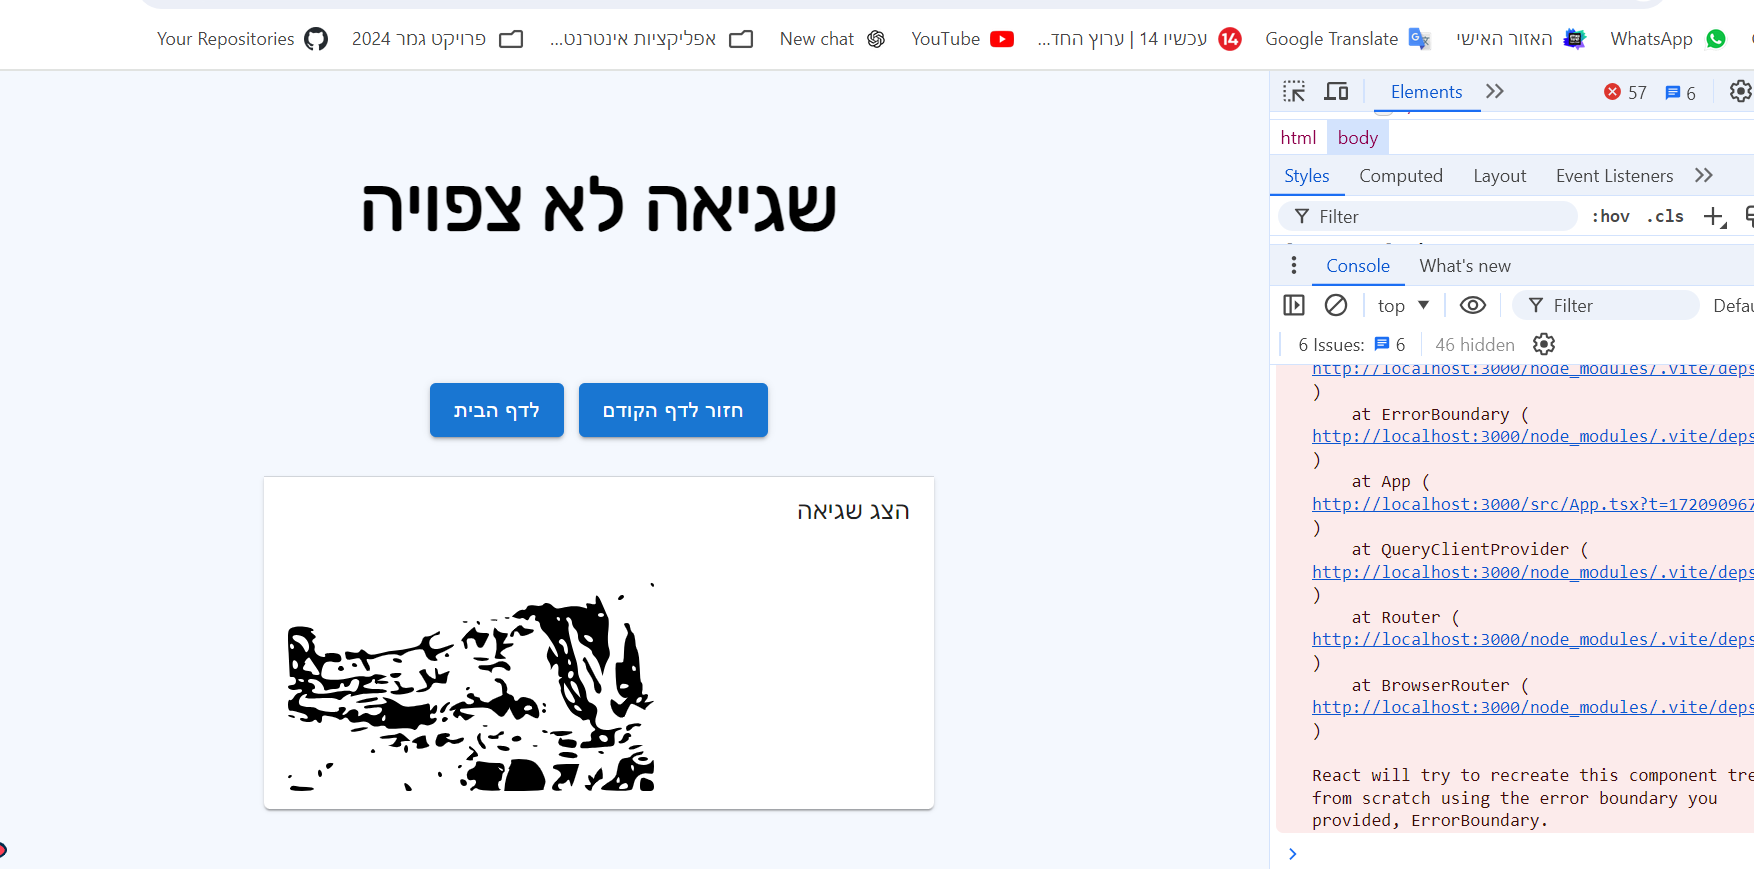 Your Repositories
פרויקט גמר 2024
אפליקציות אינטרנט...
New chat
YouTube
עכשיו 14 | ערוץ החד...
14
Google Translate
האזור האישי
WhatsApp
Elements
57
6
html
body
Styles
Computed
Layout
Event Listeners
Filter
:hov
.cls
Console
What's new
top
Filter
Defau
6 Issues:
6
46 hidden
שגיאה לא צפויה
חזור לדף הקודם
לדף הבית
הצג שגיאה
http://localhost:3000/node_modules/.vite/deps
)
at ErrorBoundary (
http://localhost:3000/node_modules/.vite/deps
)
at App (
http://localhost:3000/src/App.tsx?t=172090967
)
at QueryClientProvider (
http://localhost:3000/node_modules/.vite/deps
)
at Router (
http://localhost:3000/node_modules/.vite/deps
)
at BrowserRouter (
http://localhost:3000/node_modules/.vite/deps
)
React will try to recreate this component tre
from scratch using the error boundary you
provided, ErrorBoundary.